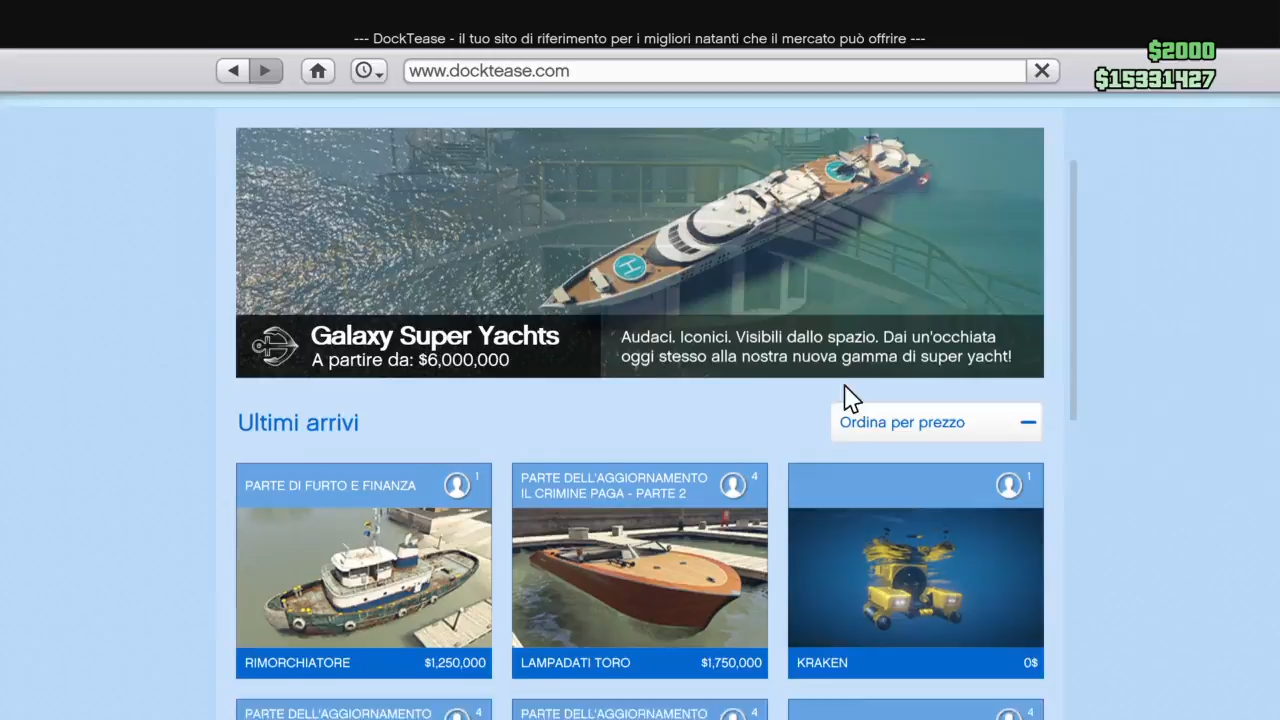 --- DockTease - il tuo sito di riferimento per i migliori natanti che il mercato può offrire ---
$2000
www.docktease.com
$15331427
H
Galaxy Super Yachts
A partire da: $6,000,000
Audaci. Iconici. Visibili dallo spazio. Dai un'occhiata
oggi stesso alla nostra nuova gamma di super yacht!
Ultimi arrivi
Ordina per prezzo
PARTE DI FURTO E FINANZA
1
PARTE DELL'AGGIORNAMENTO
IL CRIMINE PAGA - PARTE 2
4
1
RIMORCHIATORE
$1,250,000
LAMPADATI TORO
$1,750,000
KRAKEN
0$
PARTE DELL'AGGIORNAMENTO
4
PARTE DELL'AGGIORNAMENTO
4
4